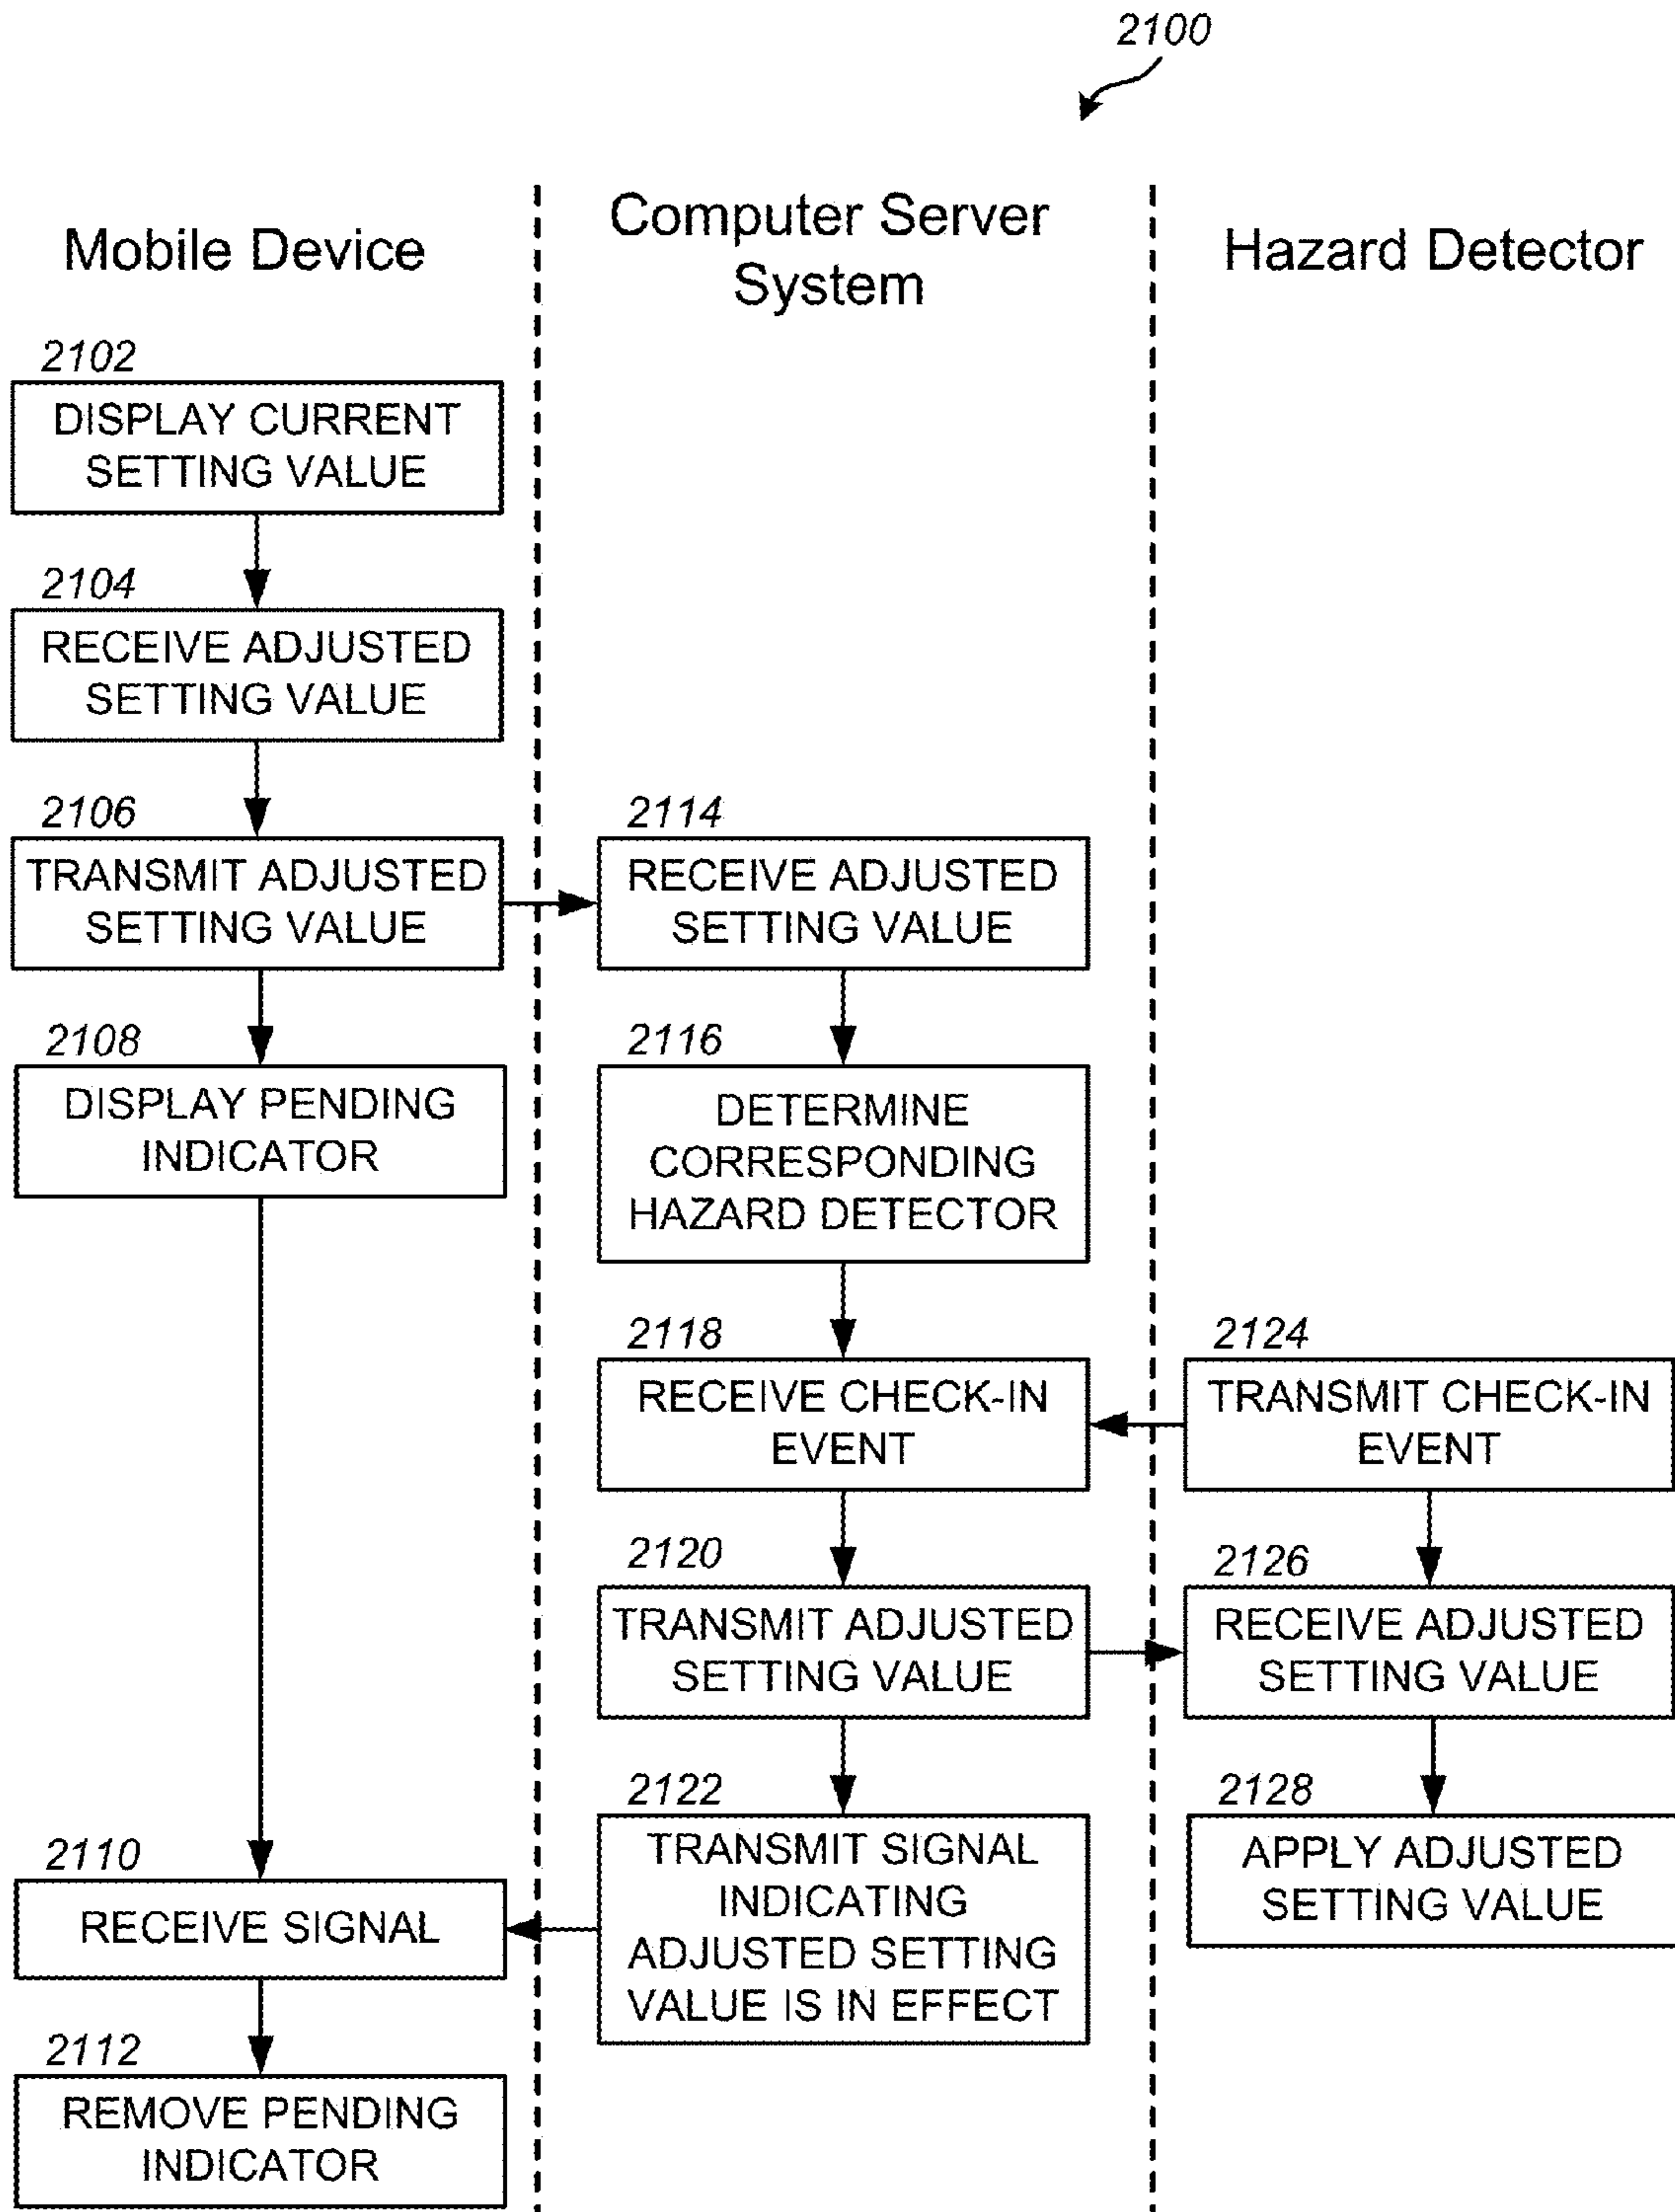 2100
Mobile Device
Computer Server
System
Hazard Detector
2102
DISPLAY CURRENT
SETTING VALUE
2104
RECEIVE ADJUSTED
SETTING VALUE
2106
TRANSMIT ADJUSTED
SETTING VALUE
2108
DISPLAY PENDING
INDICATOR
2110
RECEIVE SIGNAL
2112
REMOVE PENDING
INDICATOR
2114
RECEIVE ADJUSTED
SETTING VALUE
2116
DETERMINE
CORRESPONDING
HAZARD DETECTOR
2118
RECEIVE CHECK-IN
EVENT
2120
TRANSMIT ADJUSTED
SETTING VALUE
2122
TRANSMIT SIGNAL
INDICATING
ADJUSTED SETTING
VALUE IS IN EFFECT
2124
TRANSMIT CHECK-IN
EVENT
2126
RECEIVE ADJUSTED
SETTING VALUE
2128
APPLY ADJUSTED
SETTING VALUE